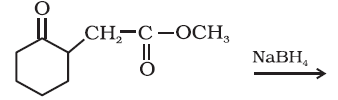 O
CH₂—C—OCH₃
O
NaBH₄